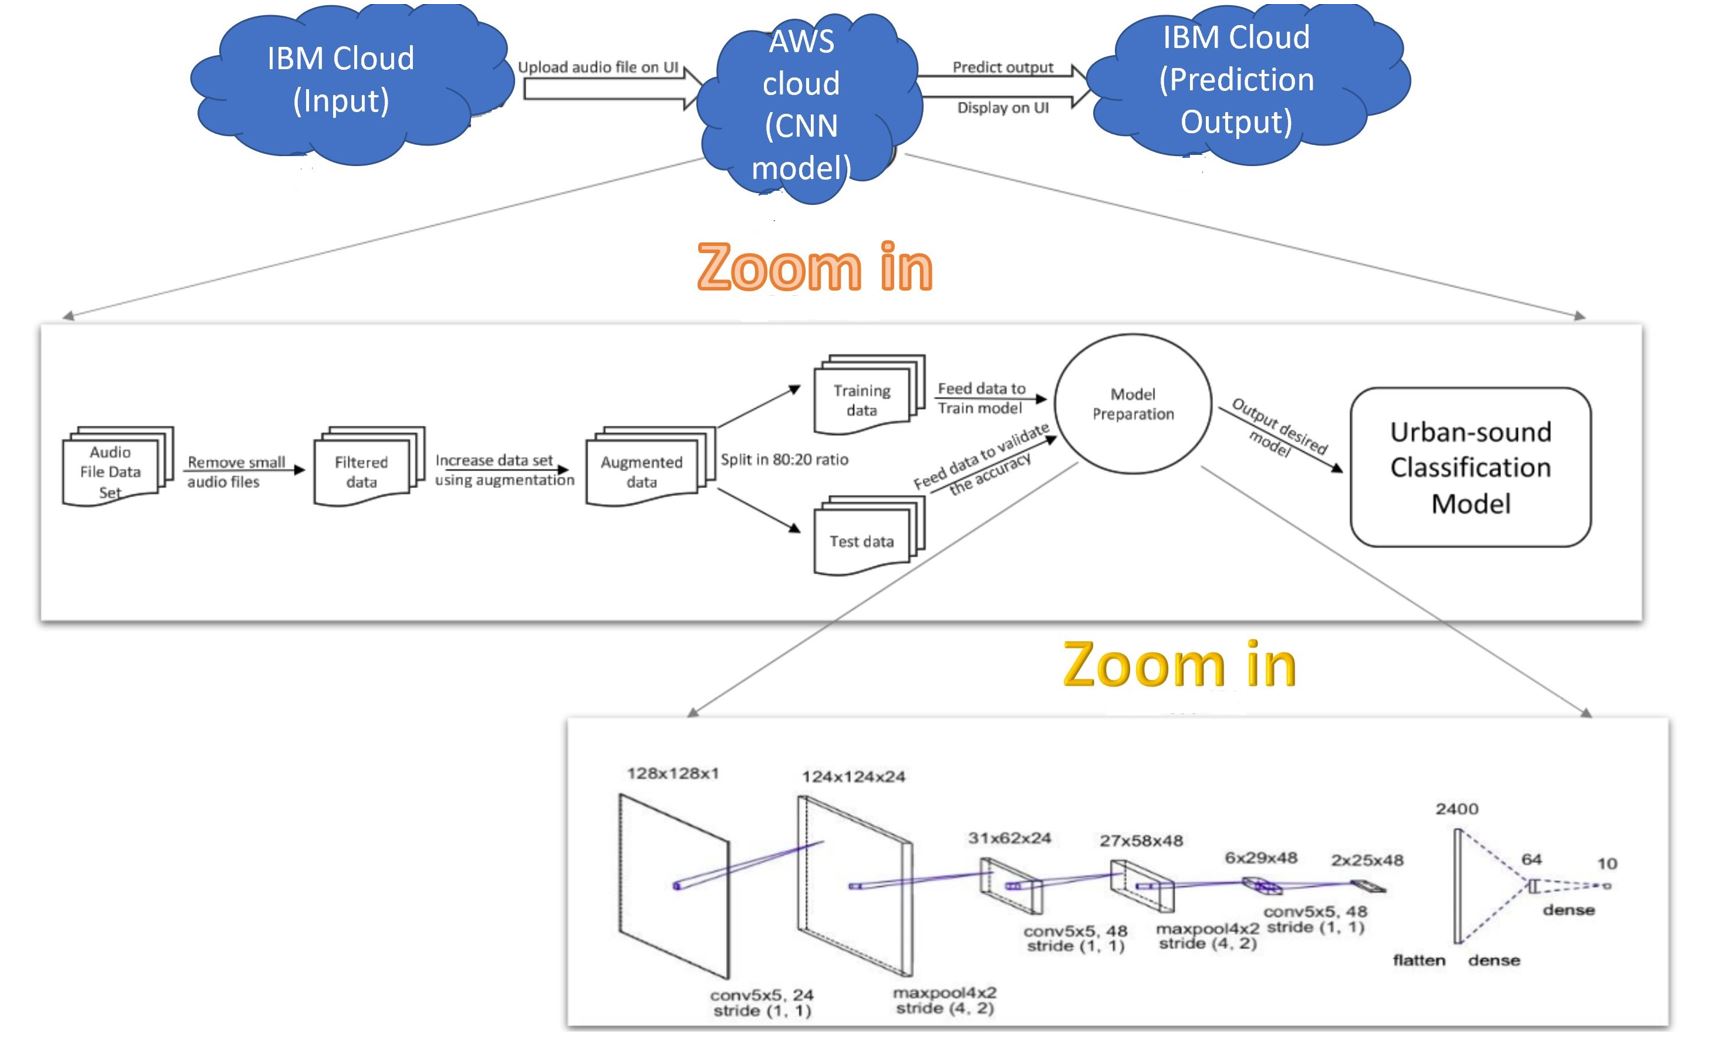 IBM Cloud
(Input)
Upload audio file on UI
AWS
cloud
(CNN
model)
Predict output
Display on UI
IBM Cloud
(Prediction
Output)
Zoom in
Audio
File Data
Set
Remove small
audio files
Filtered
data
Increase data set
using augmentation
Augmented
data
Split in 80:20 ratio
Training
data
Test data
Feed data to
Train model
Feed data to validate
the accuracy
Model
Preparation
Output desired
model
Urban-sound
Classification
Model
Zoom in
128x128x1
conv5x5, 24
stride (1, 1)
124x124x24
maxpool4x2
stride (4, 2)
31x62x24
conv5x5, 48
stride (1, 1)
27x58x48
maxpool4x2
stride (4, 2)
6x29x48
conv5x5, 48
stride (1, 1)
2x25x48
2400
flatten
dense
64
dense
10